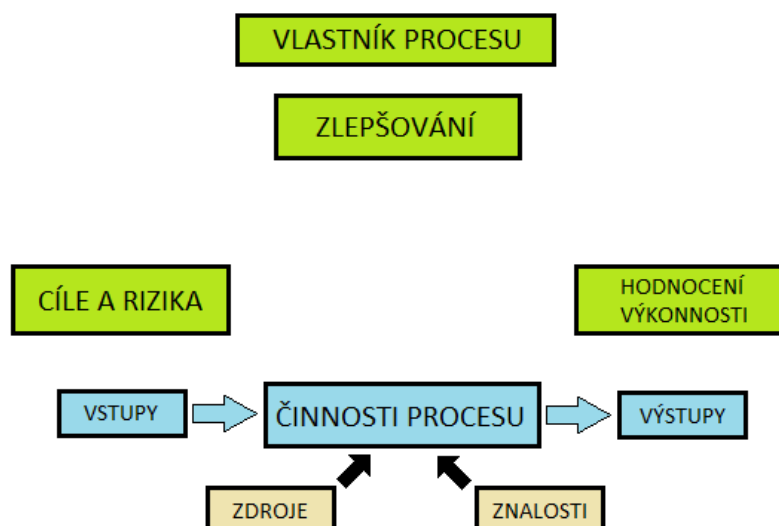 VLASTNÍK PROCESU
ZLEPŠOVÁNÍ
CÍLE A RIZIKA
HODNOCENÍ
VÝKONNOSTI
VSTUPY
ČINNOSTI PROCESU
VÝSTUPY
ZDROJE
ZNALOSTI